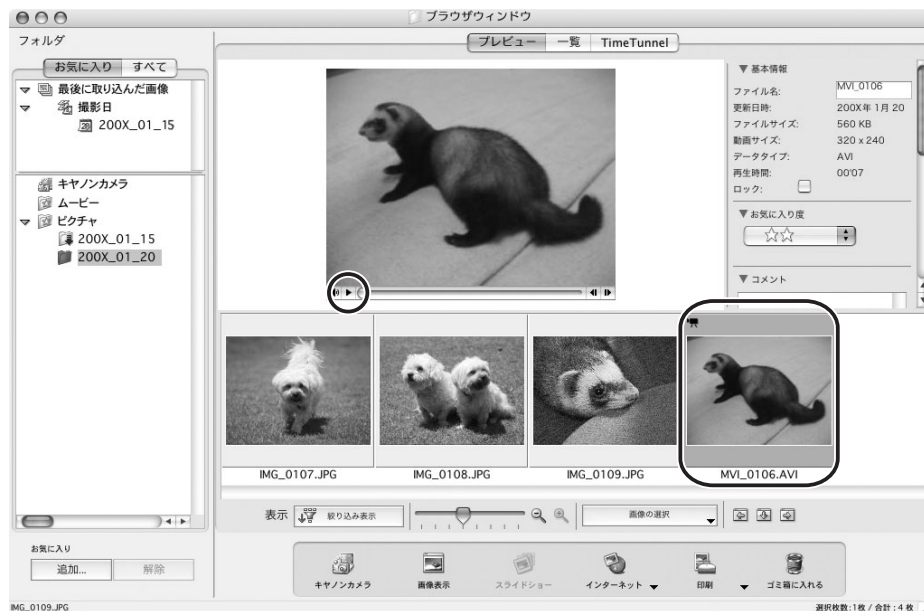 ブラウザウィンドウ
フォルダ
お気に入り すべて
最後に取り込んだ画像
撮影日
200X_01_15
キヤノンカメラ
ムービー
ピクチャ
200X_01_15
200X_01_20
お気に入り
追加... 解除
プレビュー 一覧 TimeTunnel
基本情報
ファイル名: MVI_0106
更新日時: 200X年 1月 20
ファイルサイズ: 560 KB
動画サイズ: 320 x 240
データタイプ: AVI
再生時間: 00'07
ロック:
お気に入り度
☆☆
コメント
IMG_0107.JPG IMG_0108.JPG IMG_0109.JPG MVI_0106.AVI
表示 絞り込み表示 画像の選択
キヤノンカメラ 画像表示 スライドショー インターネット 印刷 ゴミ箱に入れる
IMG_0109.JPG 選択枚数:1枚 / 合計:4 枚